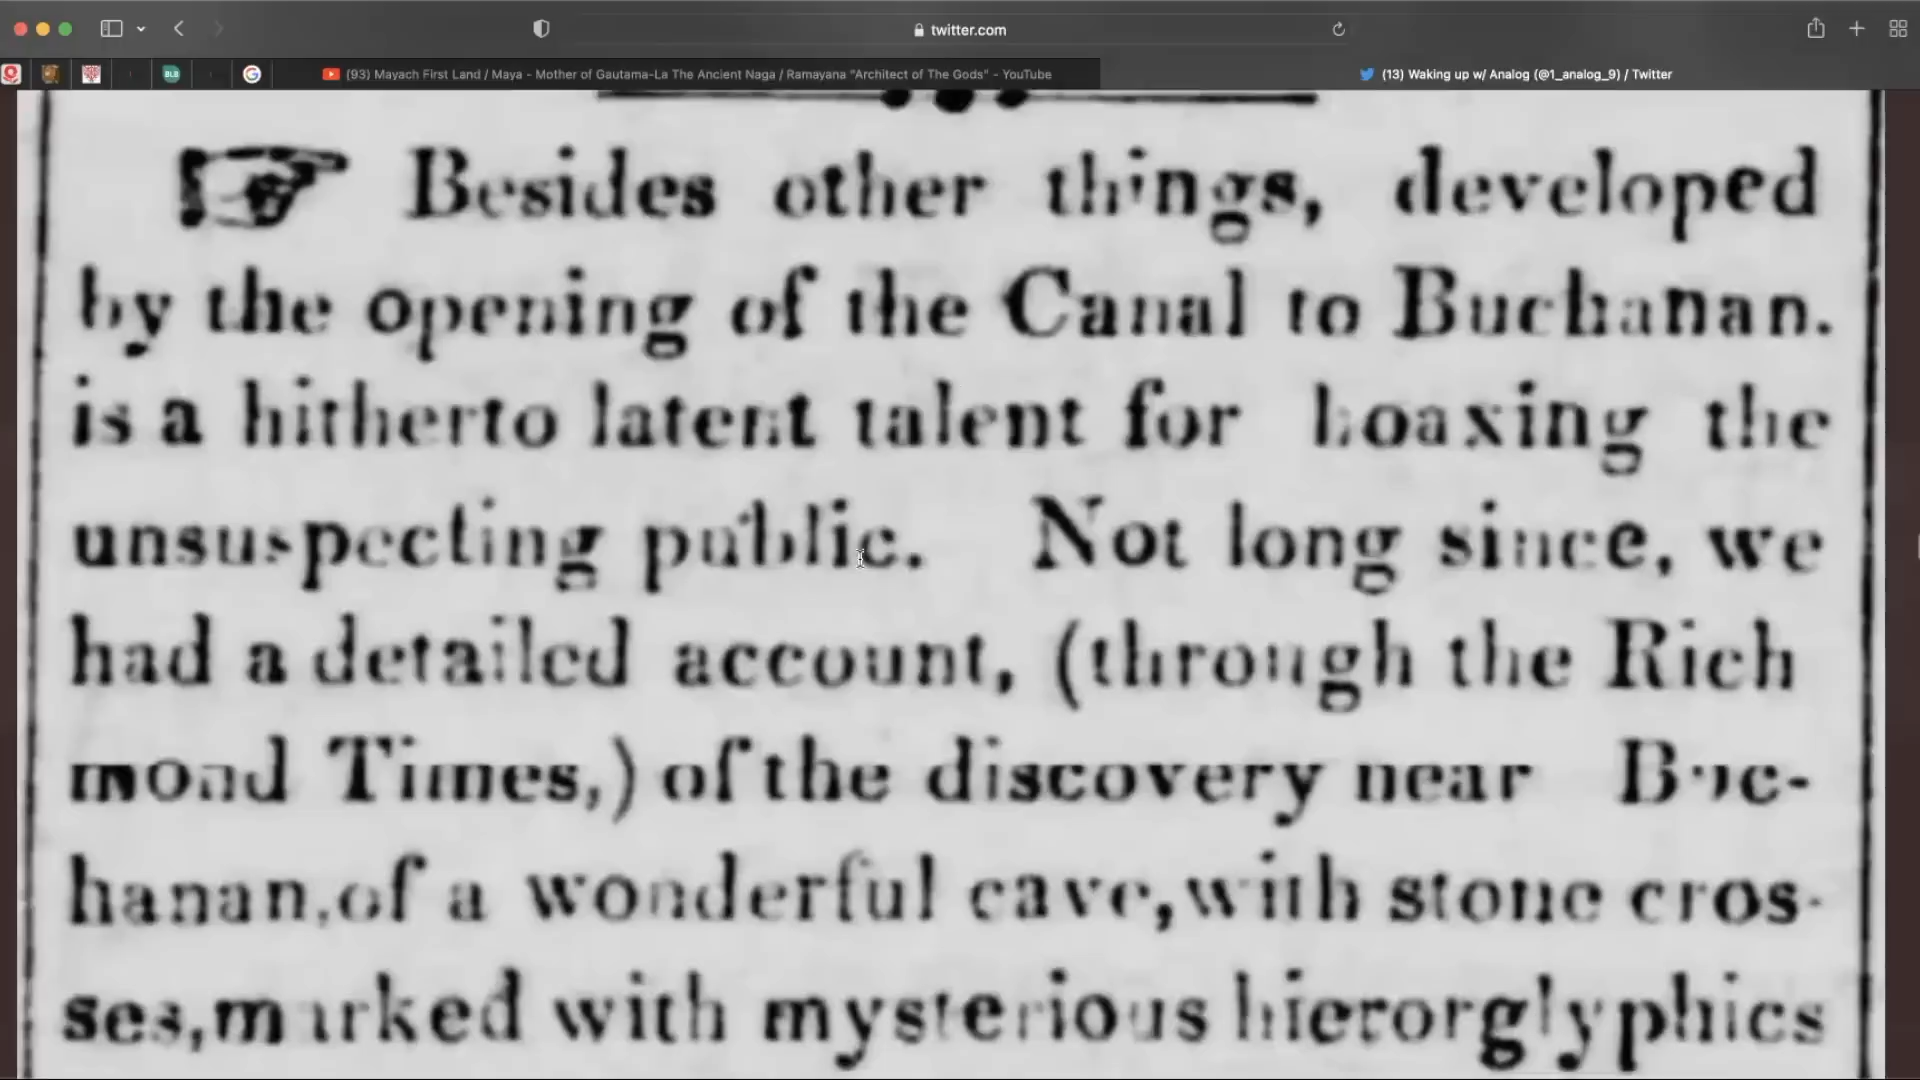 twitter.com
BLB
G
(93) Mayach First Land / Maya - Mother of Gautama-La The Ancient Naga / Ramayana "Architect of The Gods" - YouTube
(13) Waking up w/ Analog (@1_analog_9) / Twitter
☞ Besides other things, developed
by the opening of the Canal to Buchanan.
is a hitherto latent talent for hoaxing the
unsuspecting public. Not long since, we
had a detailed account, (through the Rich
mond Times,) of the discovery near Buc-
hanan,of a wonderful cave,with stone cros-
ses,marked with mysterious hierorglyphics